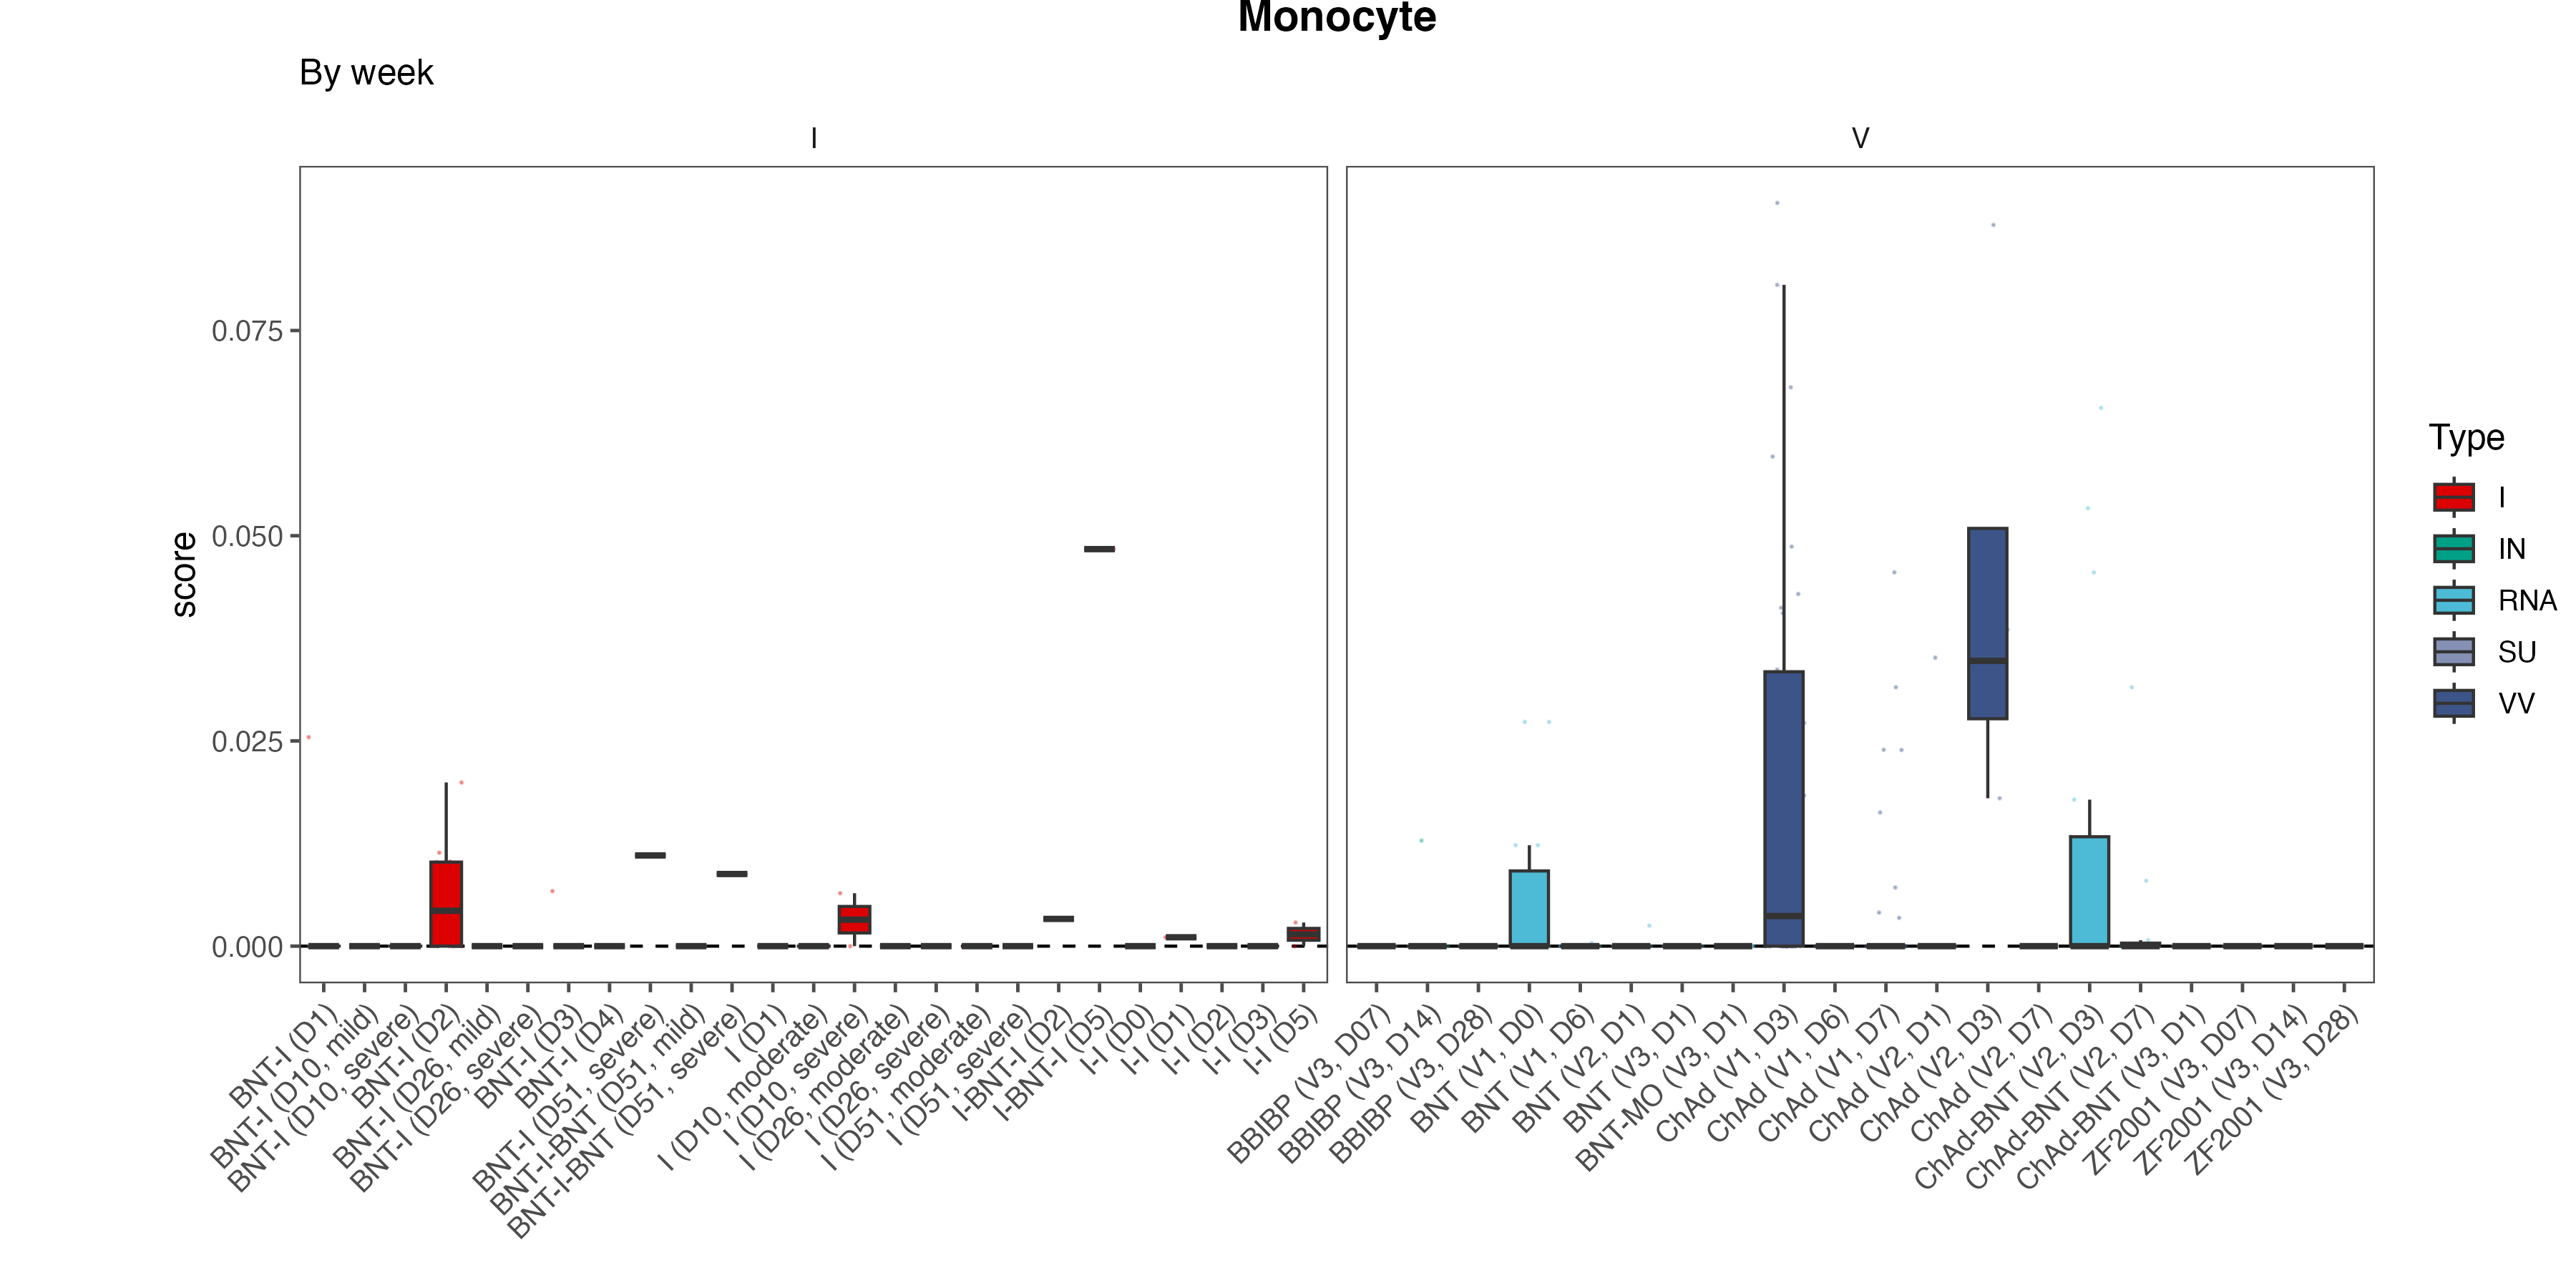 Monocyte
By week
I
V
score
0.075
0.050
0.025
0.000
BNT-I (D1)
BNT-I (D10, mild)
BNT-I (D10, severe)
BNT-I (D2)
BNT-I (D26, mild)
BNT-I (D26, severe)
BNT-I (D3)
BNT-I (D4)
BNT-I (D51, severe)
BNT-I-BNT (D51, mild)
BNT-I-BNT (D51, severe)
I (D1)
I (D10, moderate)
I (D10, severe)
I (D26, moderate)
I (D26, severe)
I (D51, moderate)
I (D51, severe)
I-BNT-I (D2)
I-BNT-I (D5)
I-I (D0)
I-I (D1)
I-I (D2)
I-I (D3)
I-I (D5)
BBIBP (V3, D07)
BBIBP (V3, D14)
BBIBP (V3, D28)
BNT (V1, D0)
BNT (V1, D6)
BNT (V2, D1)
BNT (V3, D1)
BNT-MO (V3, D1)
ChAd (V1, D3)
ChAd (V1, D6)
ChAd (V1, D7)
ChAd (V2, D1)
ChAd (V2, D3)
ChAd (V2, D7)
ChAd-BNT (V2, D3)
ChAd-BNT (V2, D7)
ChAd-BNT (V3, D1)
ZF2001 (V3, D07)
ZF2001 (V3, D14)
ZF2001 (V3, D28)
Type
I
IN
RNA
SU
VV